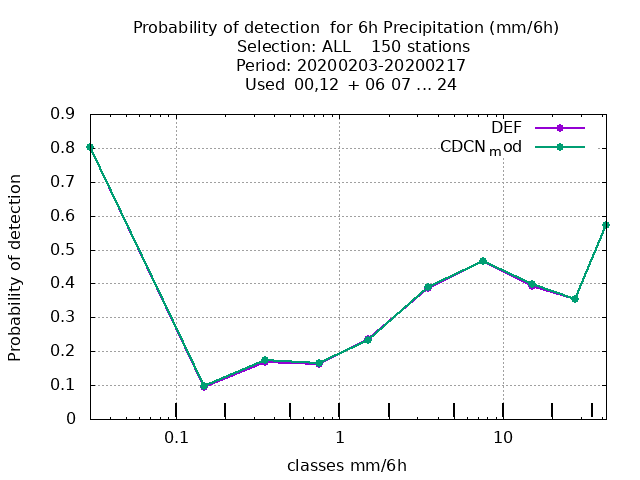 Probability of detection  for 6h Precipitation (mm/6h)
Selection: ALL    150 stations
Period: 20200203-20200217
Used  00,12  + 06 07 ... 24
0.9
0.8
0.7
0.6
0.5
0.4
0.3
0.2
0.1
0
Probability of detection
DEF
CDCN_mod
0.1
1
10
classes mm/6h